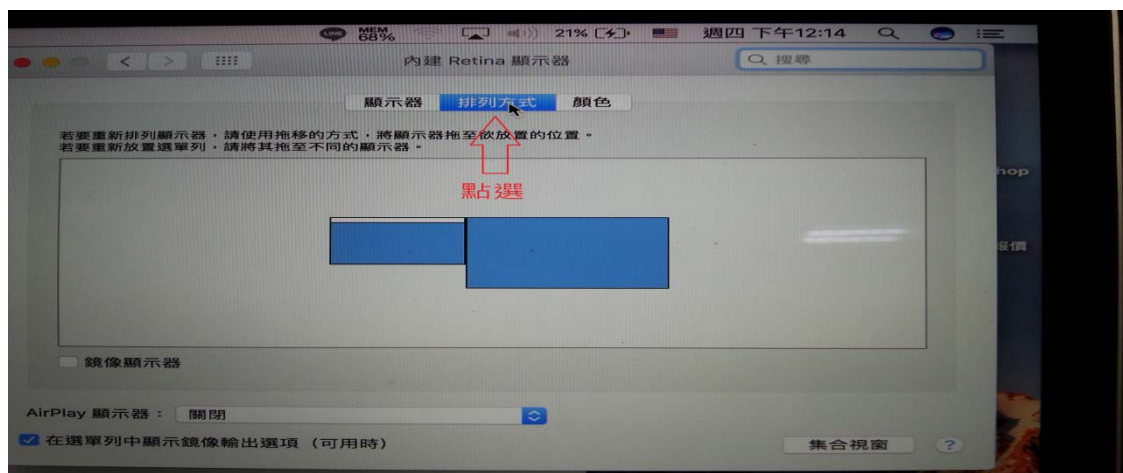 MEM
68%
21%
週四 下午12:14
內建 Retina 顯示器
搜尋
顯示器
排列方式
顏色
若要重新排列顯示器,請使用拖移的方式,將顯示器拖至欲放置的位置。
若要重新放置選單列,請將其拖至不同的顯示器。
點選
hop
報價
鏡像顯示器
AirPlay 顯示器: 關閉
在選單列中顯示鏡像輸出選項(可用時)
集合視窗
?